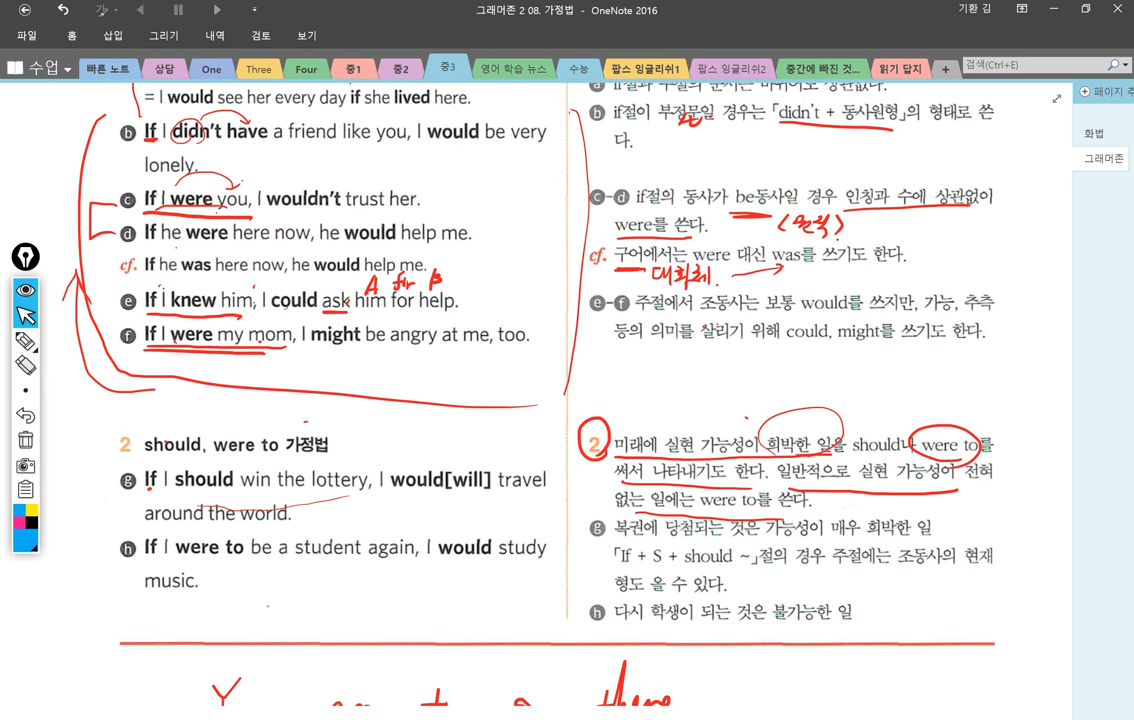 그래머존 2 08. 가정법 - OneNote 2016
기환 김
파일 홈 삽입 그리기 내역 검토 보기
수업 빠른 노트 상담 One Three Four 중1 중2 중3 영어 학습 뉴스 수능 팝스 잉글리쉬1 팝스 잉글리쉬2 중간에 빠진 것... 읽기 답지 + 검색(Ctrl+E)
페이지 추
화법
그래머존
= I would see her every day if she lived here.
ⓑ If I didn't have a friend like you, I would be very
lonely.
ⓒ If I were you, I wouldn't trust her.
ⓓ If he were here now, he would help me.
cf. If he was here now, he would help me.
A for B
ⓔ If I knew him, I could ask him for help.
ⓕ If I were my mom, I might be angry at me, too.
2 should, were to 가정법
ⓖ If I should win the lottery, I would[will] travel
around the world.
ⓗ If I were to be a student again, I would study
music.
ⓑ if절이 부정문일 경우는 「didn't + 동사원형」의 형태로 쓴
다.
ⓒ-ⓓ if절의 동사가 be동사일 경우 인칭과 수에 상관없이
were를 쓴다.
cf. 구어에서는 were 대신 was를 쓰기도 한다.
대화체
ⓔ-ⓕ 주절에서 조동사는 보통 would를 쓰지만, 가능, 추측
등의 의미를 살리기 위해 could, might를 쓰기도 한다.
2 미래에 실현 가능성이 희박한 일을 should나 were to를
써서 나타내기도 한다. 일반적으로 실현 가능성이 전혀
없는 일에는 were to를 쓴다.
ⓖ 복권에 당첨되는 것은 가능성이 매우 희박한 일
「If + S + should ~」절의 경우 주절에는 조동사의 현재
형도 올 수 있다.
ⓗ 다시 학생이 되는 것은 불가능한 일